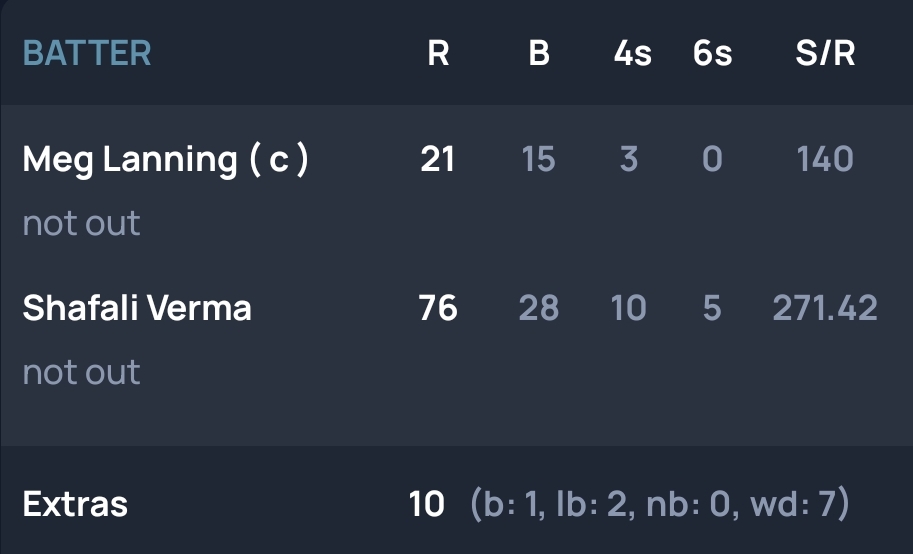 BATTER R B 4s 6s S/R
Meg Lanning ( c ) 21 15 3 0 140
not out
Shafali Verma 76 28 10 5 271.42
not out
Extras 10 (b: 1, lb: 2, nb: 0, wd: 7)